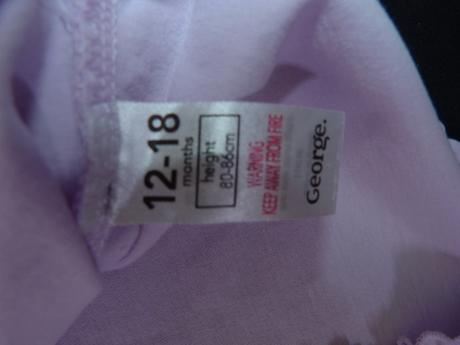 12-18
months
height
80-86cm
WARNING
KEEP AWAY FROM FIRE
George.